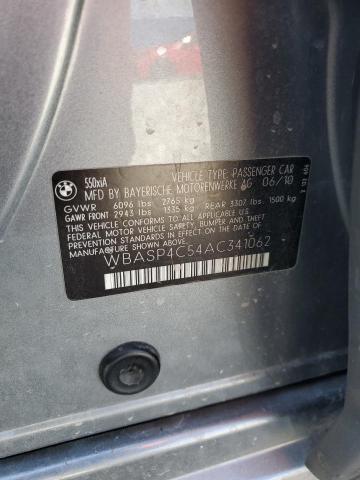 BMW
550xiA VEHICLE TYPE: PASSENGER CAR
MFD BY BAYERISCHE MOTORENWERKE AG 06/10
GVWR 6096 lbs 2765 kg
GAWR FRONT 2943 lbs 1335 kg REAR 3307 lbs 1500 kg
THIS VEHICLE CONFORMS TO ALL APPLICABLE
U.S. FEDERAL MOTOR VEHICLE SAFETY, BUMPER
AND THEFT PREVENTION STANDARDS IN EFFECT
ON THE DATE OF MANUFACTURE SHOWN ABOVE.
WBASP4C54AC341062